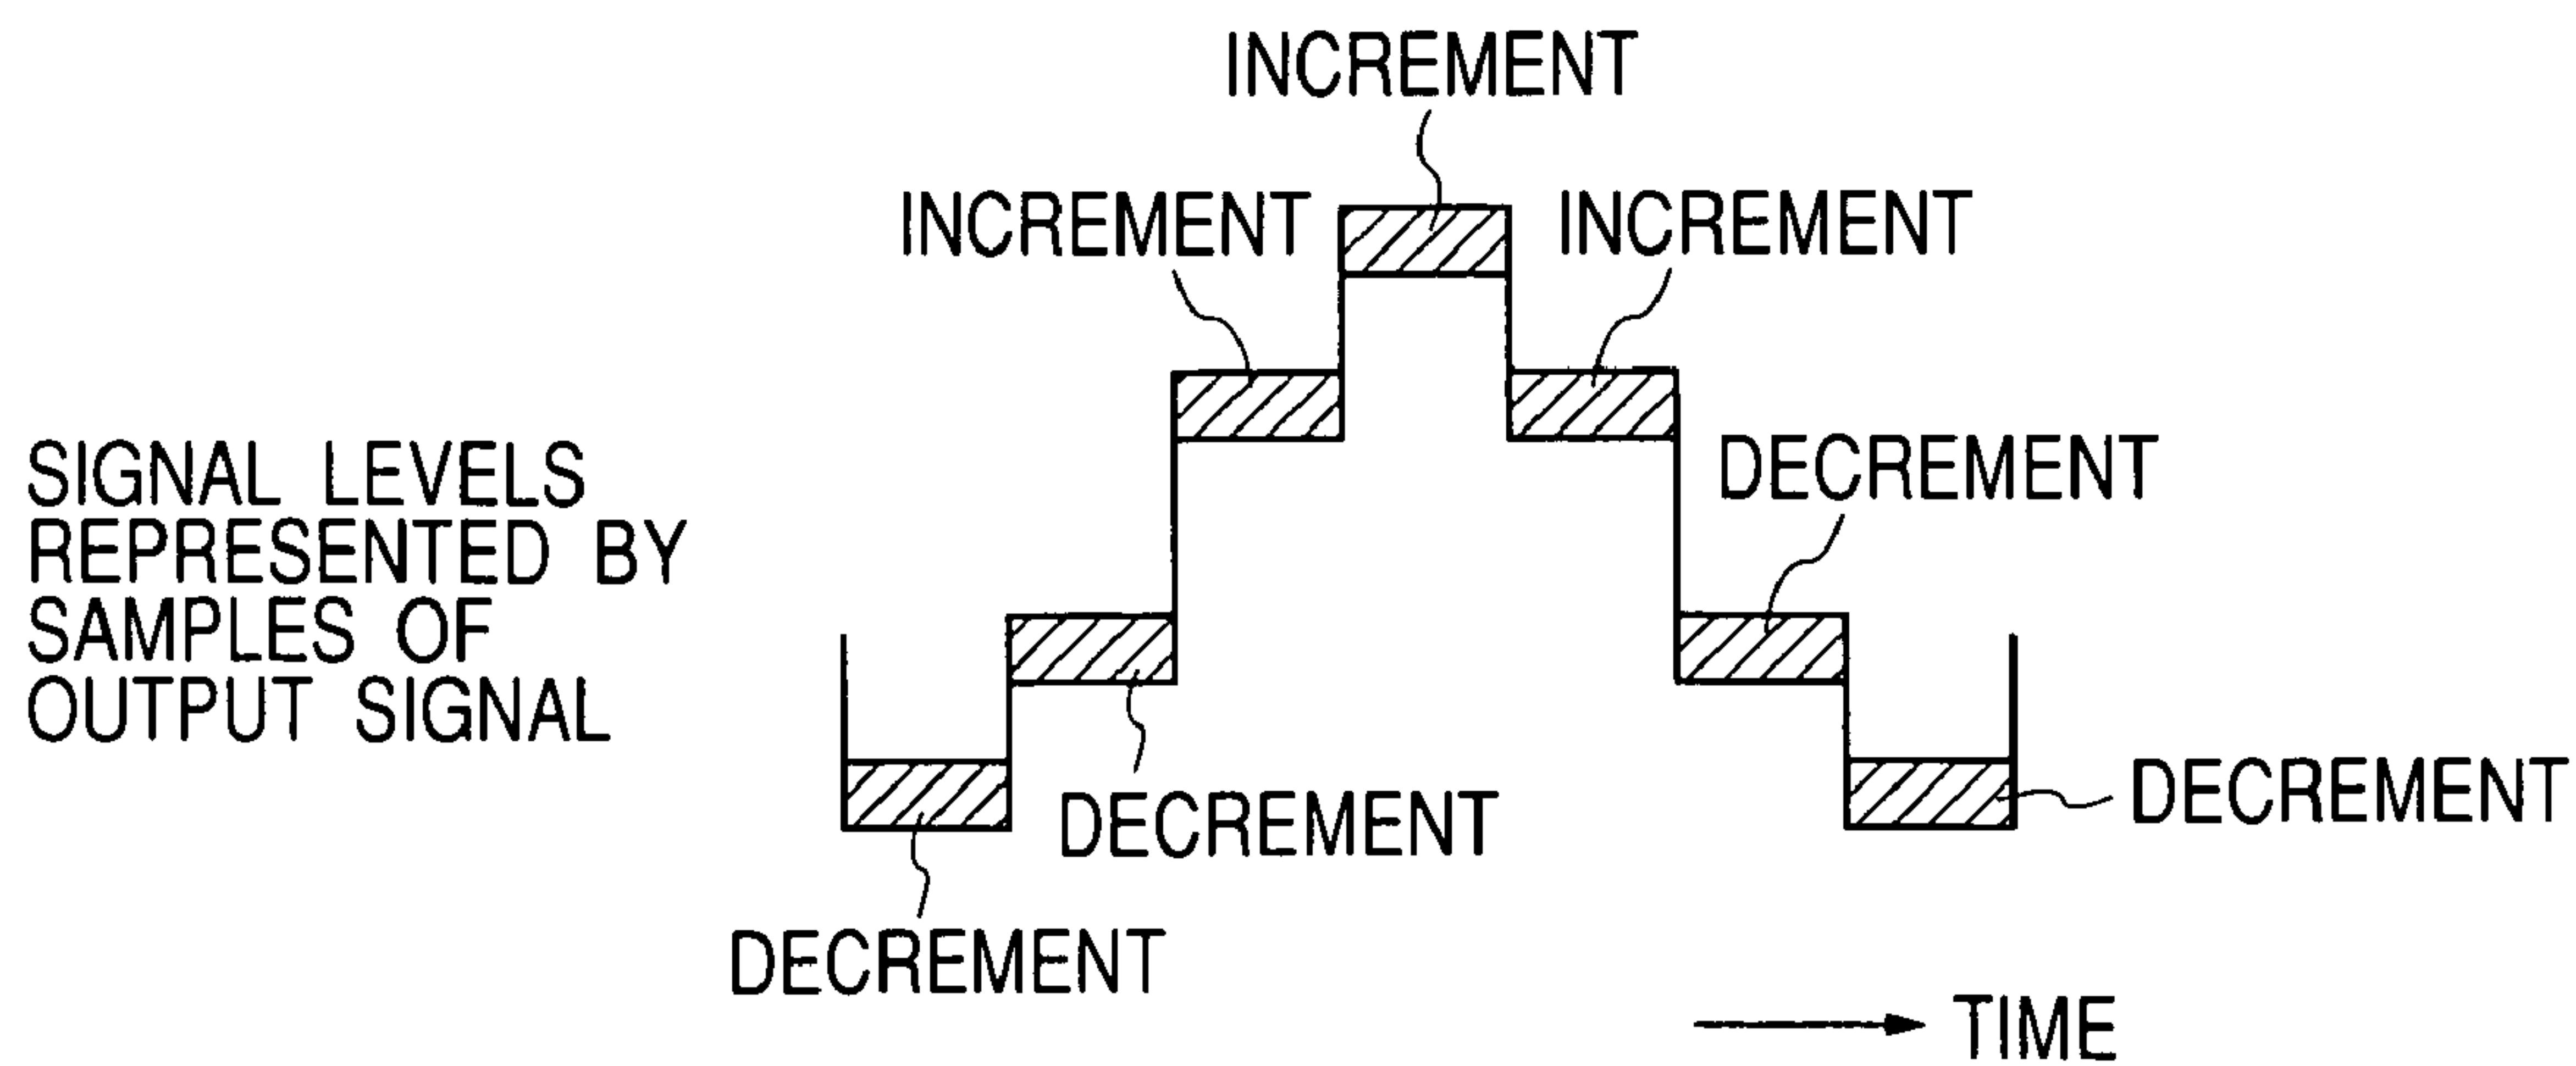 INCREMENT
INCREMENT
INCREMENT
SIGNAL LEVELS
REPRESENTED BY
SAMPLES OF
OUTPUT SIGNAL
DECREMENT
DECREMENT
DECREMENT
DECREMENT
TIME